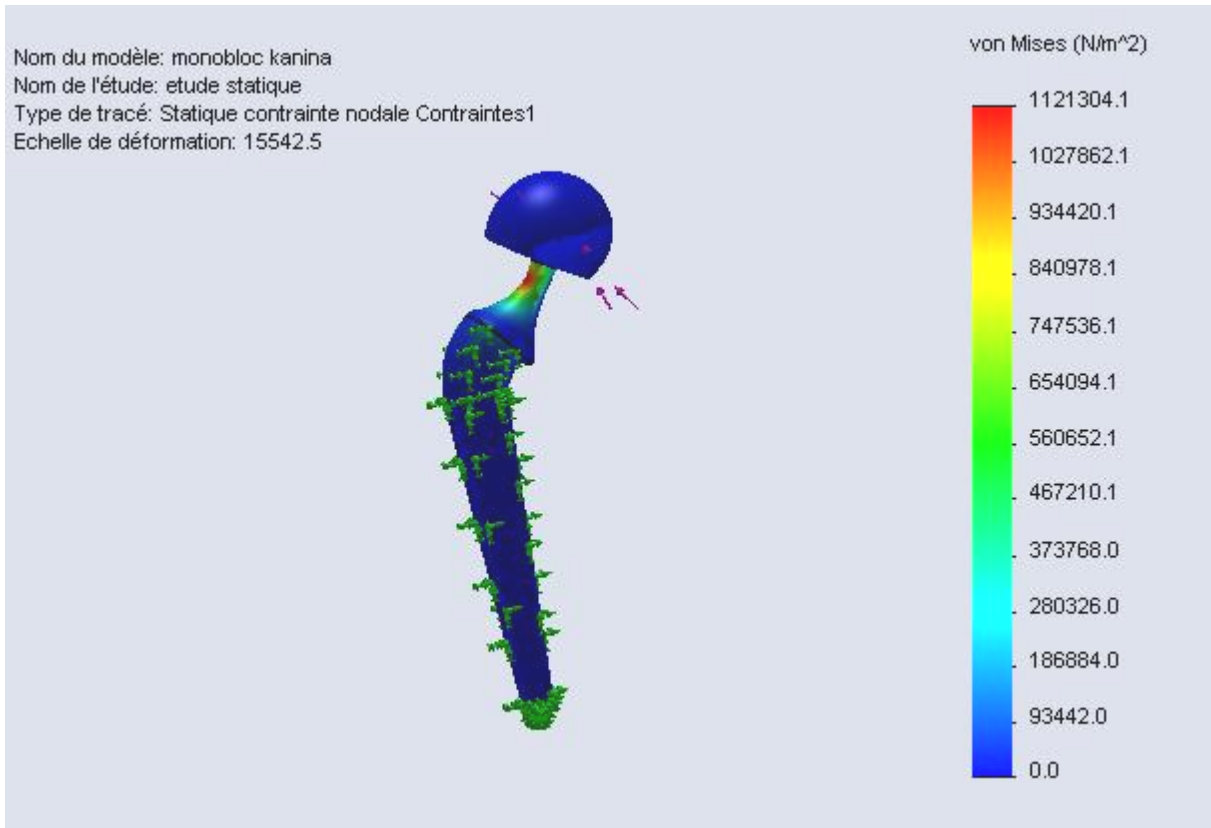 Nom du modèle: monobloc kanina
Nom de l'étude: etude statique
Type de tracé: Statique contrainte nodale Contraintes1
Echelle de déformation: 15542.5
von Mises (N/m^2)
1121304.1
1027862.1
934420.1
840978.1
747536.1
654094.1
560652.1
467210.1
373768.0
280326.0
186884.0
93442.0
0.0